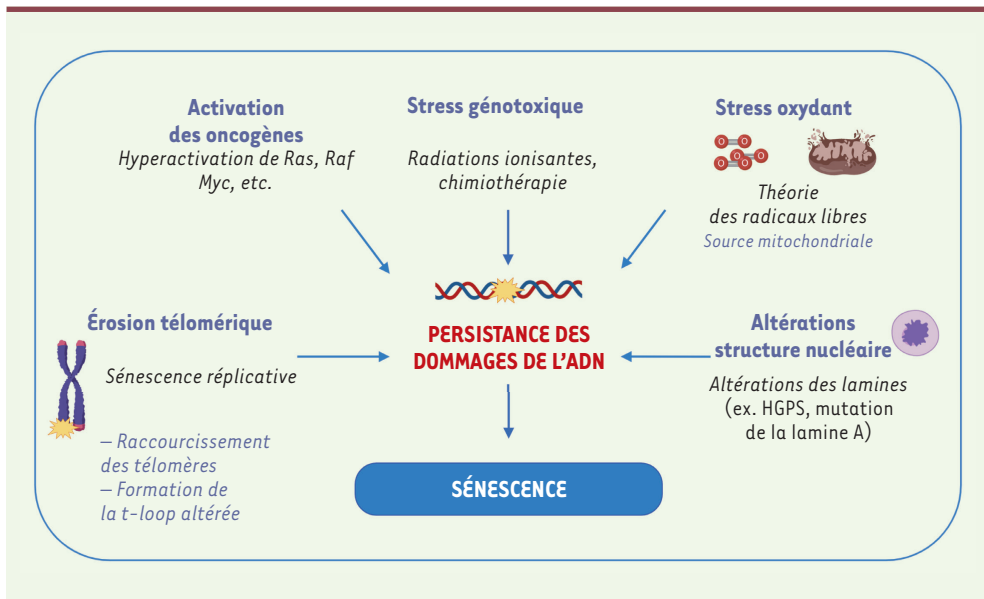 Activation
des oncogènes
Hyperactivation de Ras, Raf
Myc, etc.
Stress génotoxique
Radiations ionisantes,
chimiothérapie
Stress oxydant
O O
O O
O O
O O
Théorie
des radicaux libres
Source mitochondriale
Érosion télomérique
Sénescence réplicative
– Raccourcissement
des télomères
– Formation de
la t-loop altérée
PERSISTANCE DES
DOMMAGES DE L'ADN
Altérations
structure nucléaire
Altérations des lamines
(ex. HGPS, mutation
de la lamine A)
SÉNESCENCE